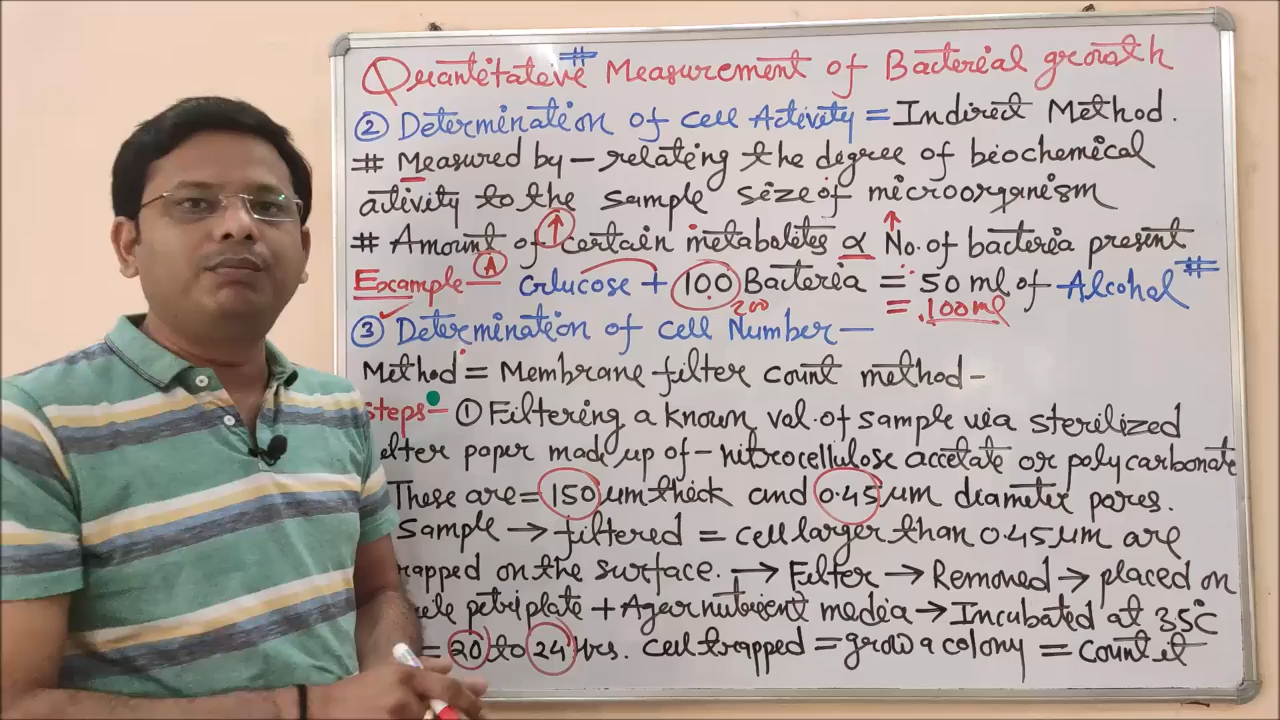 Quantitative Measurement of Bacterial growth
② Determination of cell Activity = Indirect Method.
# Measured by - relating the degree of biochemical
activity to the sample size of microorganism
# Amount of certain metabolites ∝ No. of bacteria present
Example - A Glucose + 100 Bacteria = 50 ml of Alcohol #
200 = 100 ml
③ Determination of cell Number -
Method = Membrane filter count method -
Steps - ① Filtering a known vol. of sample via sterilized
ilter paper made up of - nitrocellulose accetate or polycarbonate
These are = 150 μm thick and 0.45 μm diameter pores.
Sample → filtered = cell larger than 0.45 μm are
rapped on the surface. → Filter → Removed → placed on
petriplate + Agar nutrient media → Incubated at 35°C
= 20 to 24 Hrs. Cell trapped = grow a colony = Count it